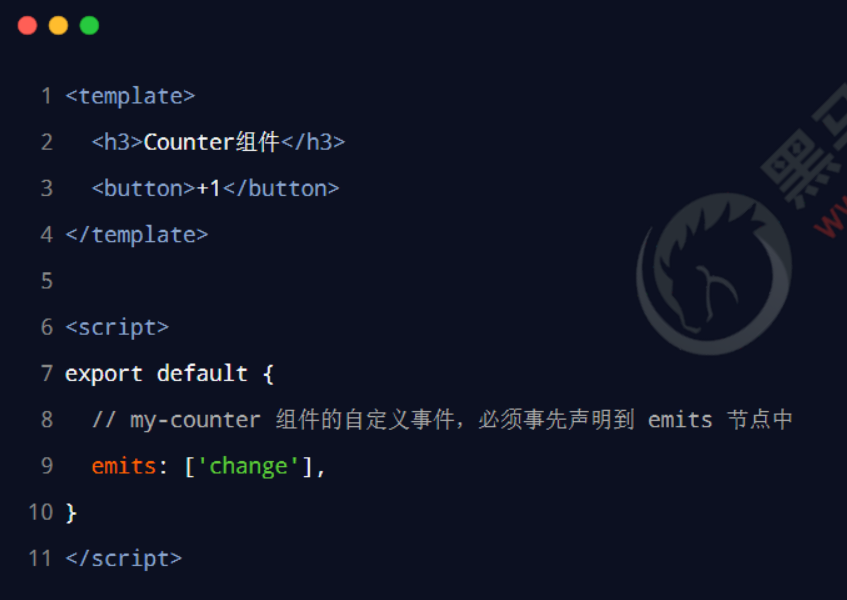 1 <template>
2   <h3>Counter组件</h3>
3   <button>+1</button>
4 </template>
5
6 <script>
7 export default {
8   // my-counter 组件的自定义事件，必须事先声明到 emits 节点中
9   emits: ['change'],
10 }
11 </script>
黑马